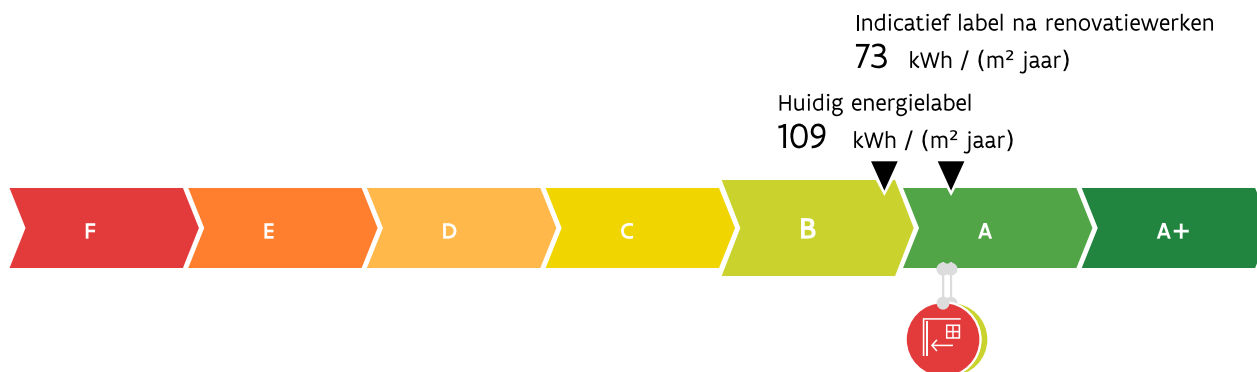 Indicatief label na renovatiewerken
73 kWh / (m² jaar)
Huidig energielabel
109 kWh / (m² jaar)
F E D C B A A+